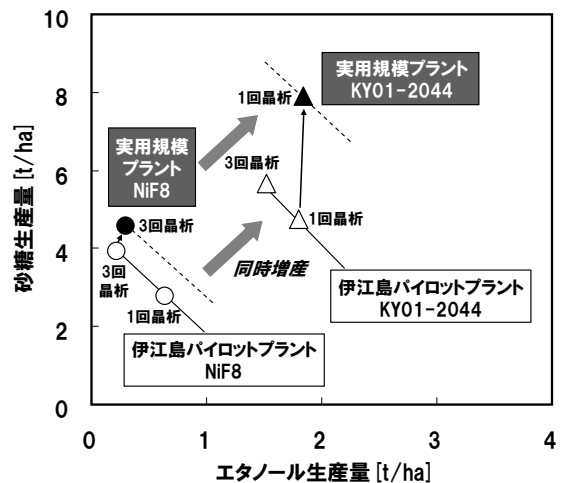 10
8
6
4
2
0
砂糖生産量 [t/ha]
0
1
2
3
4
エタノール生産量 [t/ha]
実用規模プラント
KY01-2044
1回晶析
実用規模
プラント
NiF8
3回晶析
3回晶析
1回晶析
3回
晶析
1回晶析
同時増産
伊江島パイロットプラント
KY01-2044
伊江島パイロットプラント
NiF8